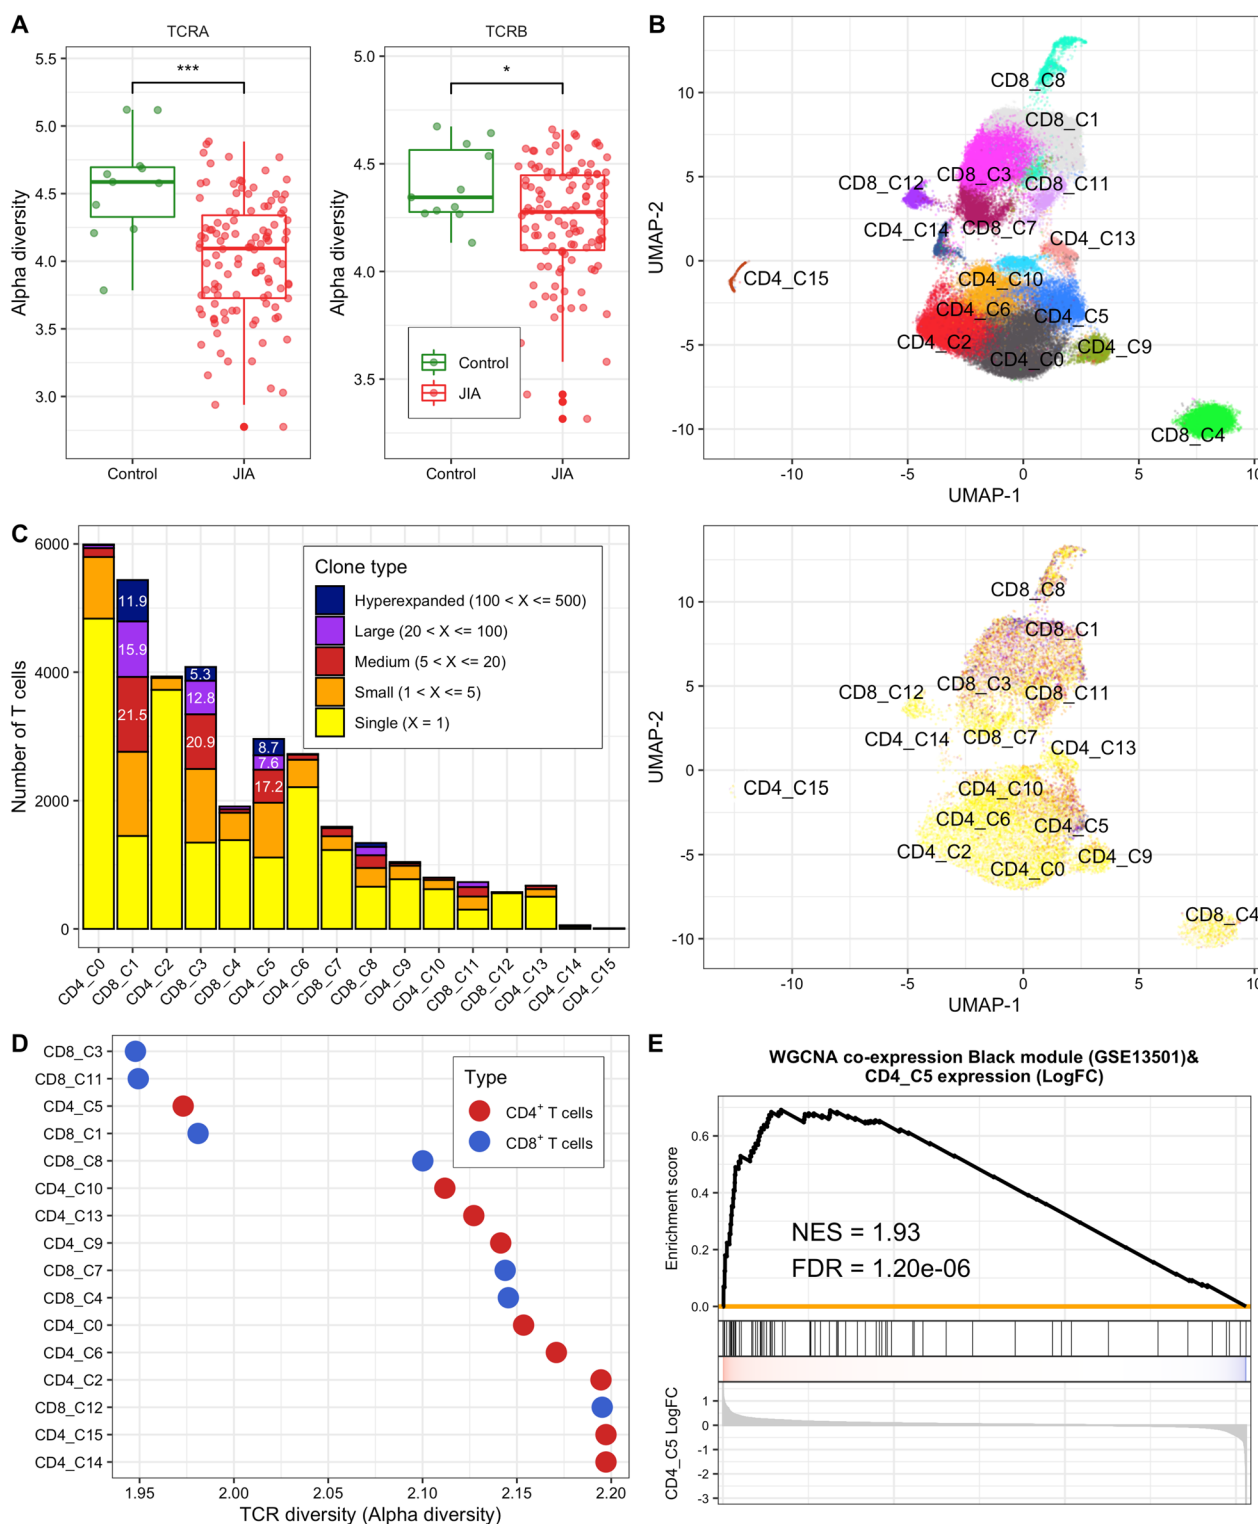 A
TCRA
TCRB
***
*
Alpha diversity
5.5
5.0
4.5
4.0
3.5
3.0
Control
JIA
Alpha diversity
5.0
4.5
4.0
3.5
Control
JIA
Control
JIA
B
CD8_C8
CD8_C1
CD8_C3
CD8_C12
CD8_C11
CD8_C7
CD4_C14
CD4_C13
CD4_C15
CD4_C10
CD4_C6
CD4_C5
CD4_C2
CD4_C0
CD4_C9
CD8_C4
UMAP-2
10
5
0
-5
-10
-10
-5
0
5
10
UMAP-1
C
Number of T cells
6000
4000
2000
0
Clone type
Hyperexpanded (100 < X <= 500)
Large (20 < X <= 100)
Medium (5 < X <= 20)
Small (1 < X <= 5)
Single (X = 1)
11.9
15.9
21.5
5.3
12.8
20.9
8.7
7.6
17.2
CD4_C0
CD8_C1
CD4_C2
CD8_C3
CD8_C4
CD4_C5
CD4_C6
CD8_C7
CD8_C8
CD4_C9
CD4_C10
CD8_C11
CD8_C12
CD4_C13
CD4_C14
CD4_C15
CD8_C8
CD8_C1
CD8_C3
CD8_C12
CD8_C11
CD8_C7
CD4_C14
CD4_C13
CD4_C15
CD4_C10
CD4_C6
CD4_C5
CD4_C2
CD4_C0
CD4_C9
CD8_C4
UMAP-2
10
5
0
-5
-10
-10
-5
0
5
10
UMAP-1
D
CD8_C3
CD8_C11
CD4_C5
CD8_C1
CD8_C8
CD4_C10
CD4_C13
CD4_C9
CD8_C7
CD8_C4
CD4_C0
CD4_C6
CD4_C2
CD8_C12
CD4_C15
CD4_C14
Type
CD4⁺ T cells
CD8⁺ T cells
1.95
2.00
2.05
2.10
2.15
2.20
TCR diversity (Alpha diversity)
E
WGCNA co-expression Black module (GSE13501)&
CD4_C5 expression (LogFC)
Enrichment score
0.6
0.4
0.2
0.0
NES = 1.93
FDR = 1.20e-06
CD4_C5 LogFC
1
0
-1
-2
-3